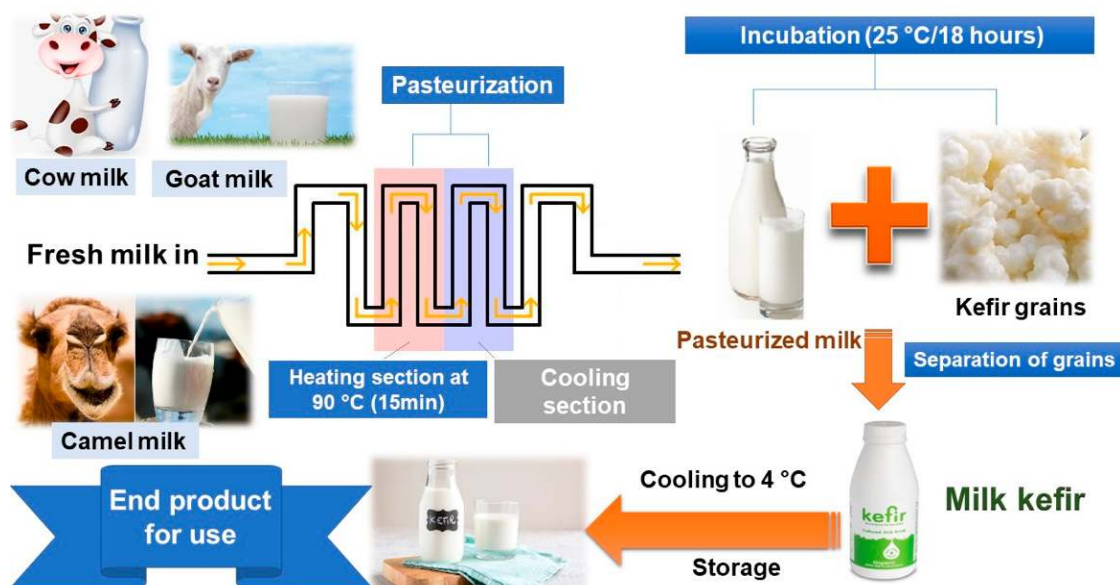 Incubation (25 °C/18 hours)
Pasteurization
Cow milk
Goat milk
Fresh milk in
Kefir grains
Pasteurized milk
Separation of grains
Heating section at
90 °C (15min)
Cooling
section
Camel milk
End product
for use
KEFIR
Cooling to 4 °C
Storage
kefir
Milk kefir